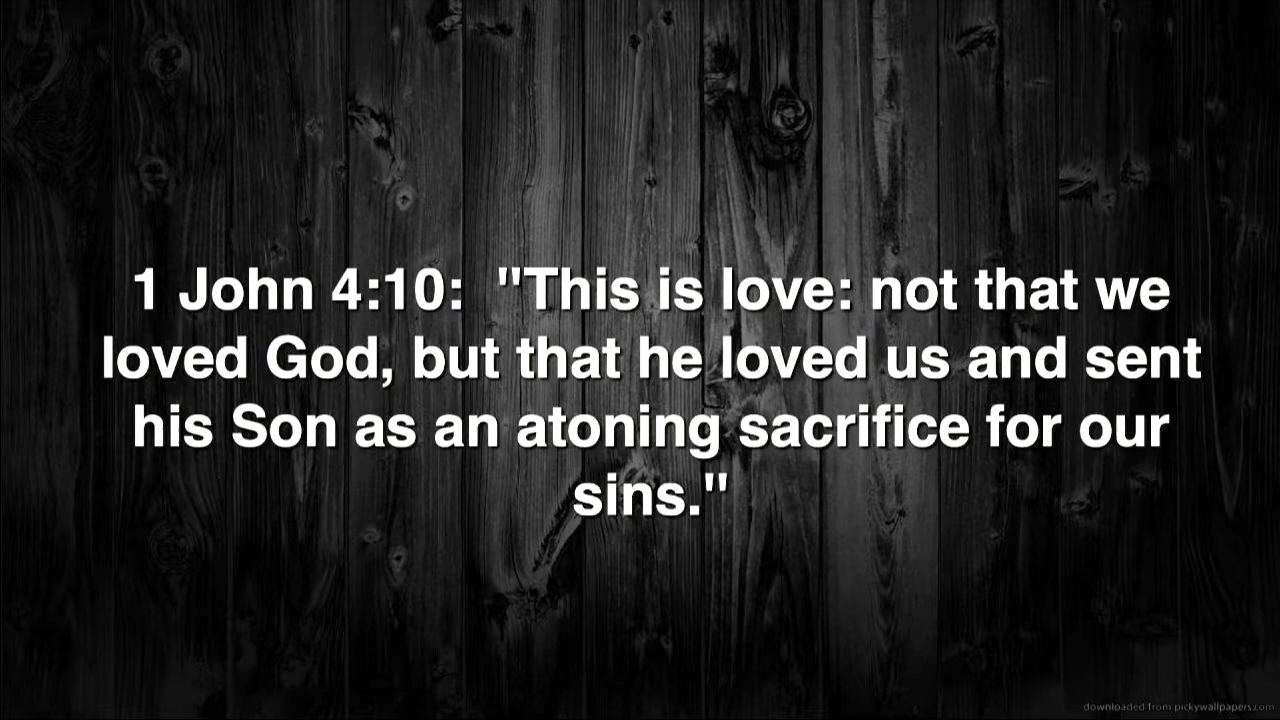 1 John 4:10:  "This is love: not that we
loved God, but that he loved us and sent
his Son as an atoning sacrifice for our
sins."
downloaded from pickywallpapers.com